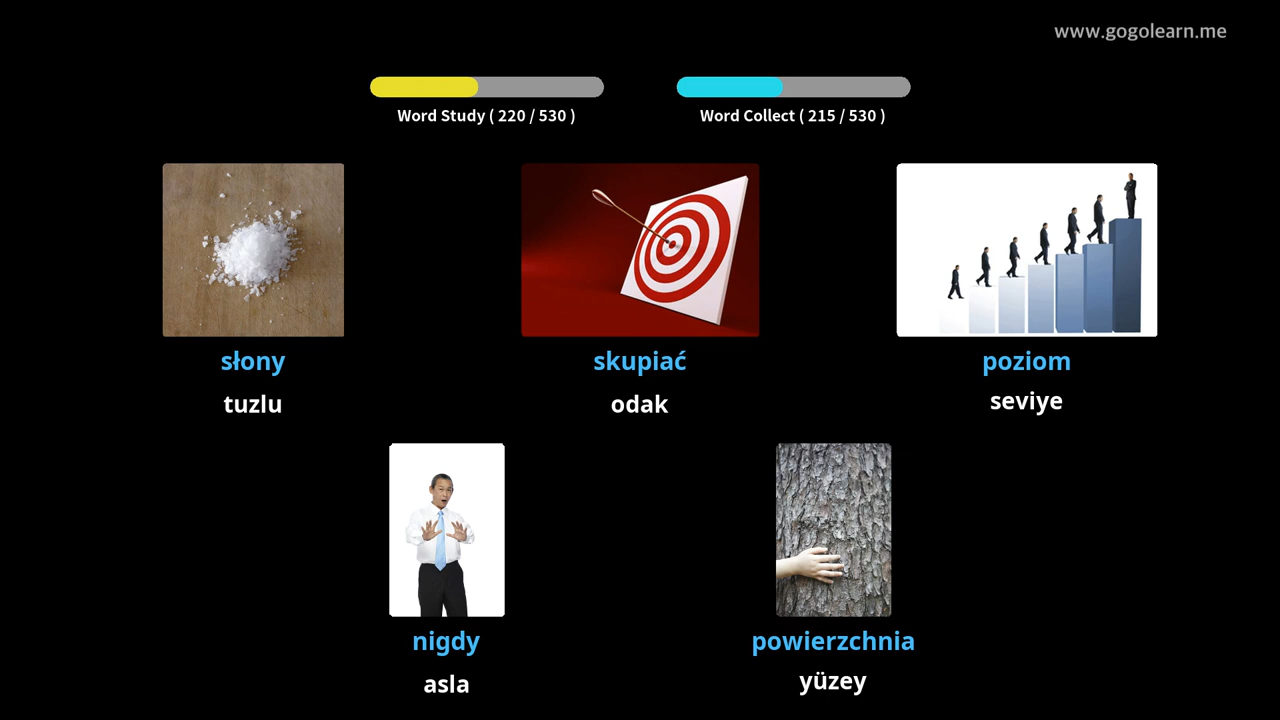 www.gogolearn.me
Word Study ( 220 / 530 )
Word Collect ( 215 / 530 )
słony
tuzlu
skupiać
odak
poziom
seviye
nigdy
asla
powierzchnia
yüzey